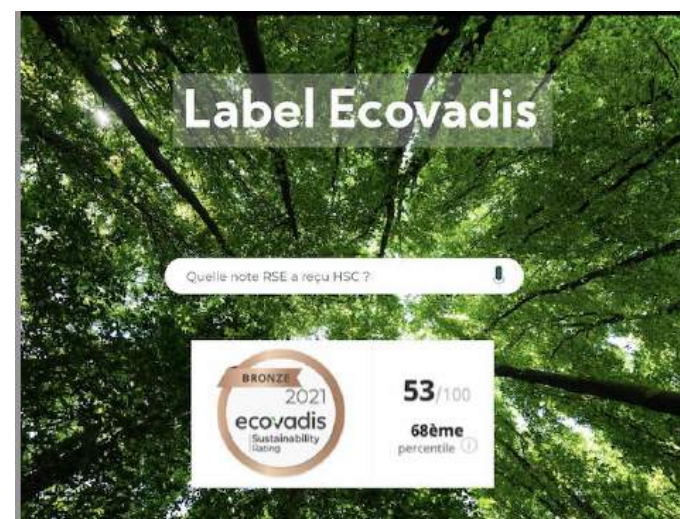 Label Ecovadis
Quelle note RSE a reçu HSC ?
BRONZE
2021
ecovadis
Sustainability
Rating
53/100
68ème
percentile